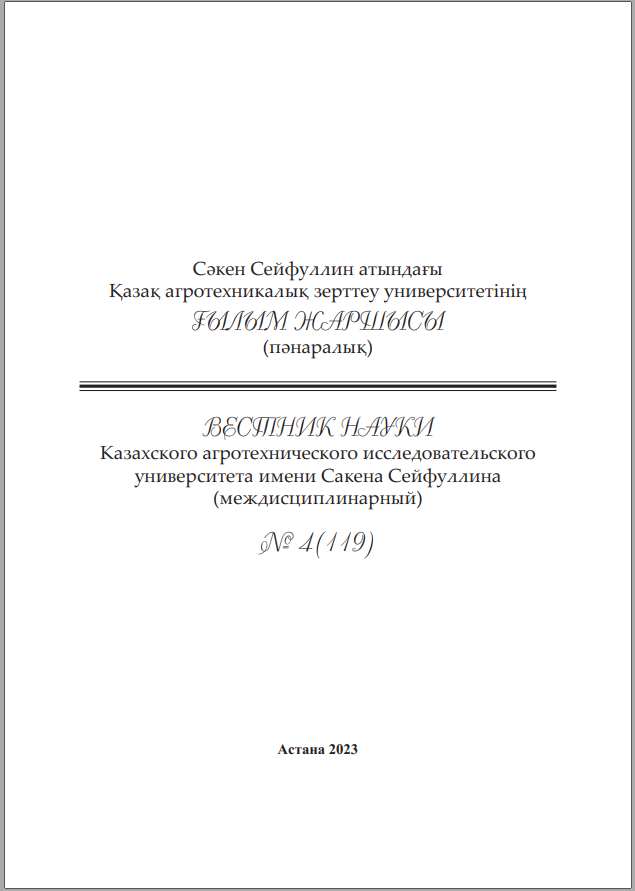 Сәкен Сейфуллин атындағы
Қазақ агротехникалық зерттеу университетінің
ҒЫЛЫМ ЖАРШЫСЫ
(пәнаралық)
ВЕСТНИК НАУКИ
Казахского агротехнического исследовательского
университета имени Сакена Сейфуллина
(междисциплинарный)
№ 4(119)
Астана 2023